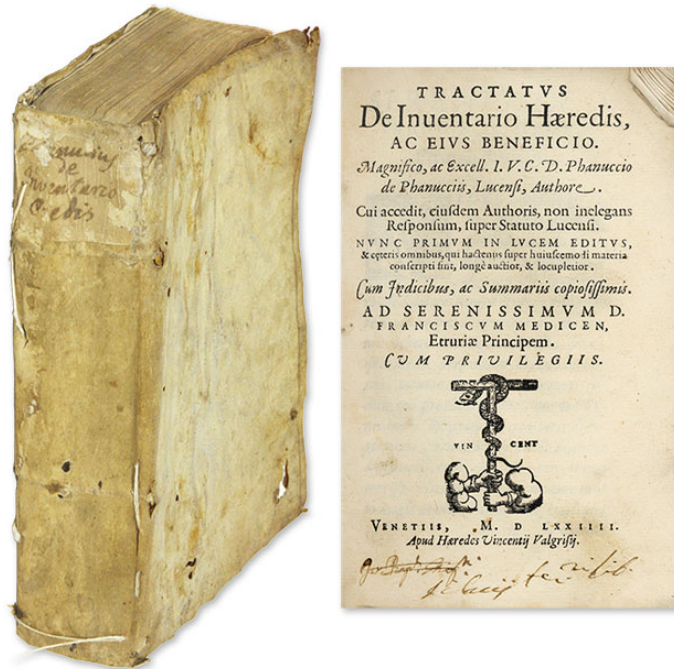 de
Inventario
TRACTATVS
De Inuentario Hæredis,
AC EIVS BENEFICIO.
Magnifico, ac Excell. I. V. C. D. Phanuccio
de Phanucciis, Lucensi, Authore.
Cui accedit, eiusdem Authoris, non inelegans
Responsum, super Statuto Lucensi.
NVNC PRIMVM IN LVCEM EDITVS,
& cęteris omnibus, qui hactenus super huiuscemodi materia
conscripti sint, longè auctior, & locupletior.
Cum Indicibus, ac Summariis copiosissimis.
AD SERENISSIMVM D.
FRANCISCVM MEDICEN,
Etruriæ Principem.
CVM PRIVILEGIIS.
VIN CENT
VENETIIS, M. D LXXIIII.
Apud Hæredes Vincentij Valgrisij.